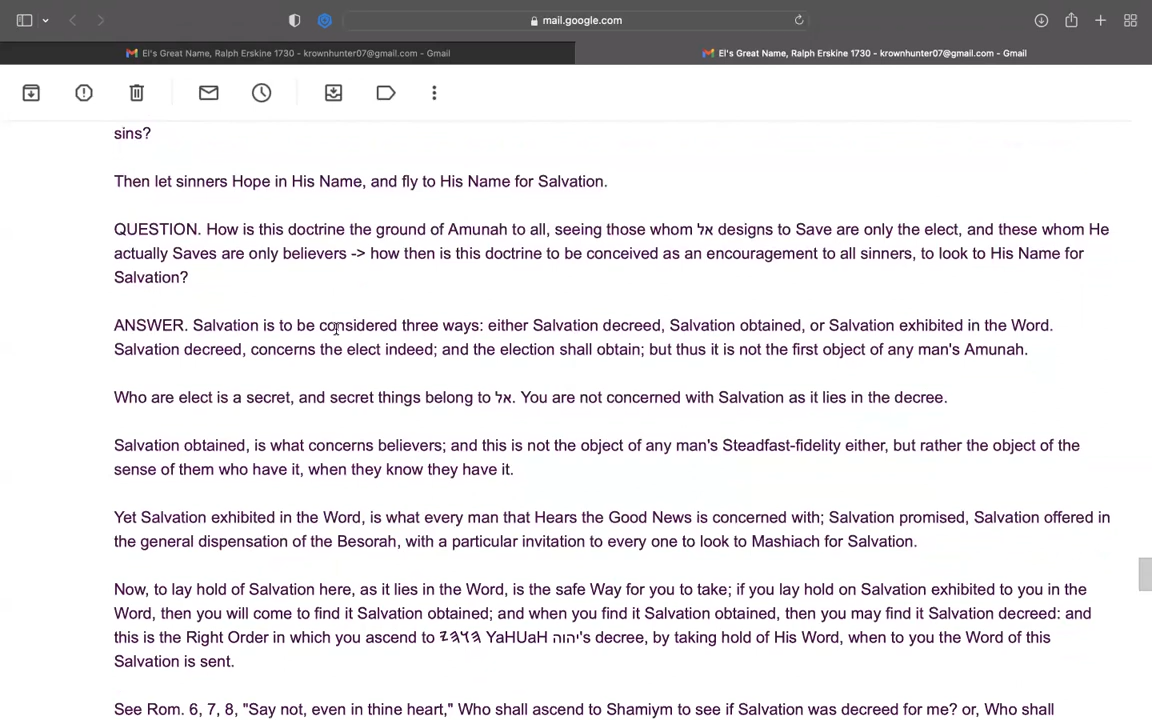 mail.google.com
El's Great Name, Ralph Erskine 1730 - krownhunter07@gmail.com - Gmail
El's Great Name, Ralph Erskine 1730 - krownhunter07@gmail.com - Gmail
sins?
Then let sinners Hope in His Name, and fly to His Name for Salvation.
QUESTION. How is this doctrine the ground of Amunah to all, seeing those whom אל designs to Save are only the elect, and these whom He
actually Saves are only believers -> how then is this doctrine to be conceived as an encouragement to all sinners, to look to His Name for
Salvation?
ANSWER. Salvation is to be considered three ways: either Salvation decreed, Salvation obtained, or Salvation exhibited in the Word.
Salvation decreed, concerns the elect indeed; and the election shall obtain; but thus it is not the first object of any man's Amunah.
Who are elect is a secret, and secret things belong to אל. You are not concerned with Salvation as it lies in the decree.
Salvation obtained, is what concerns believers; and this is not the object of any man's Steadfast-fidelity either, but rather the object of the
sense of them who have it, when they know they have it.
Yet Salvation exhibited in the Word, is what every man that Hears the Good News is concerned with; Salvation promised, Salvation offered in
the general dispensation of the Besorah, with a particular invitation to every one to look to Mashiach for Salvation.
Now, to lay hold of Salvation here, as it lies in the Word, is the safe Way for you to take; if you lay hold on Salvation exhibited to you in the
Word, then you will come to find it Salvation obtained; and when you find it Salvation obtained, then you may find it Salvation decreed: and
this is the Right Order in which you ascend to 𐤉𐤄𐤅𐤄 YaHUaH יהוה's decree, by taking hold of His Word, when to you the Word of this
Salvation is sent.
See Rom. 6, 7, 8, "Say not, even in thine heart," Who shall ascend to Shamiym to see if Salvation was decreed for me? or, Who shall